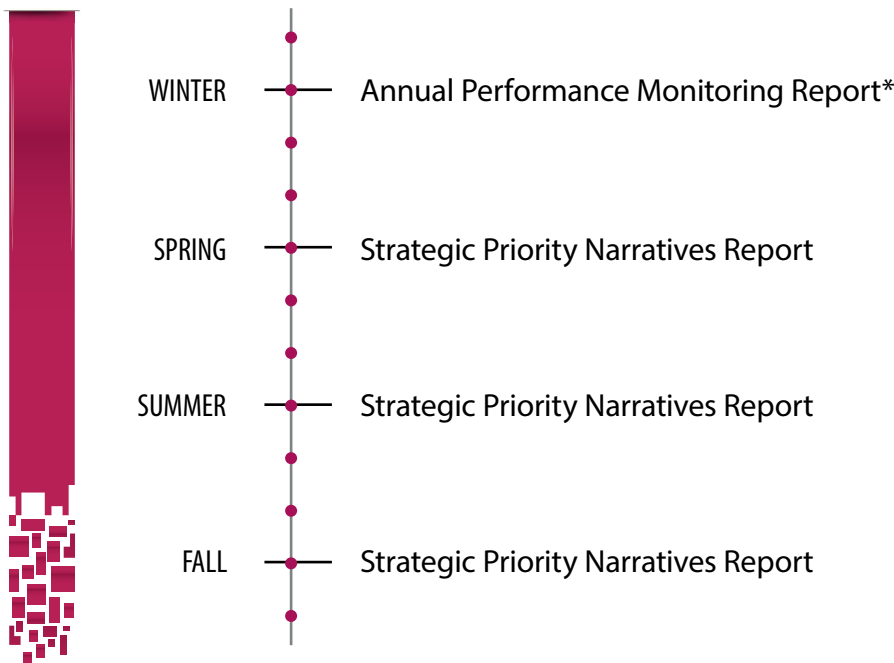 WINTER Annual Performance Monitoring Report*
SPRING Strategic Priority Narratives Report
SUMMER Strategic Priority Narratives Report
FALL Strategic Priority Narratives Report